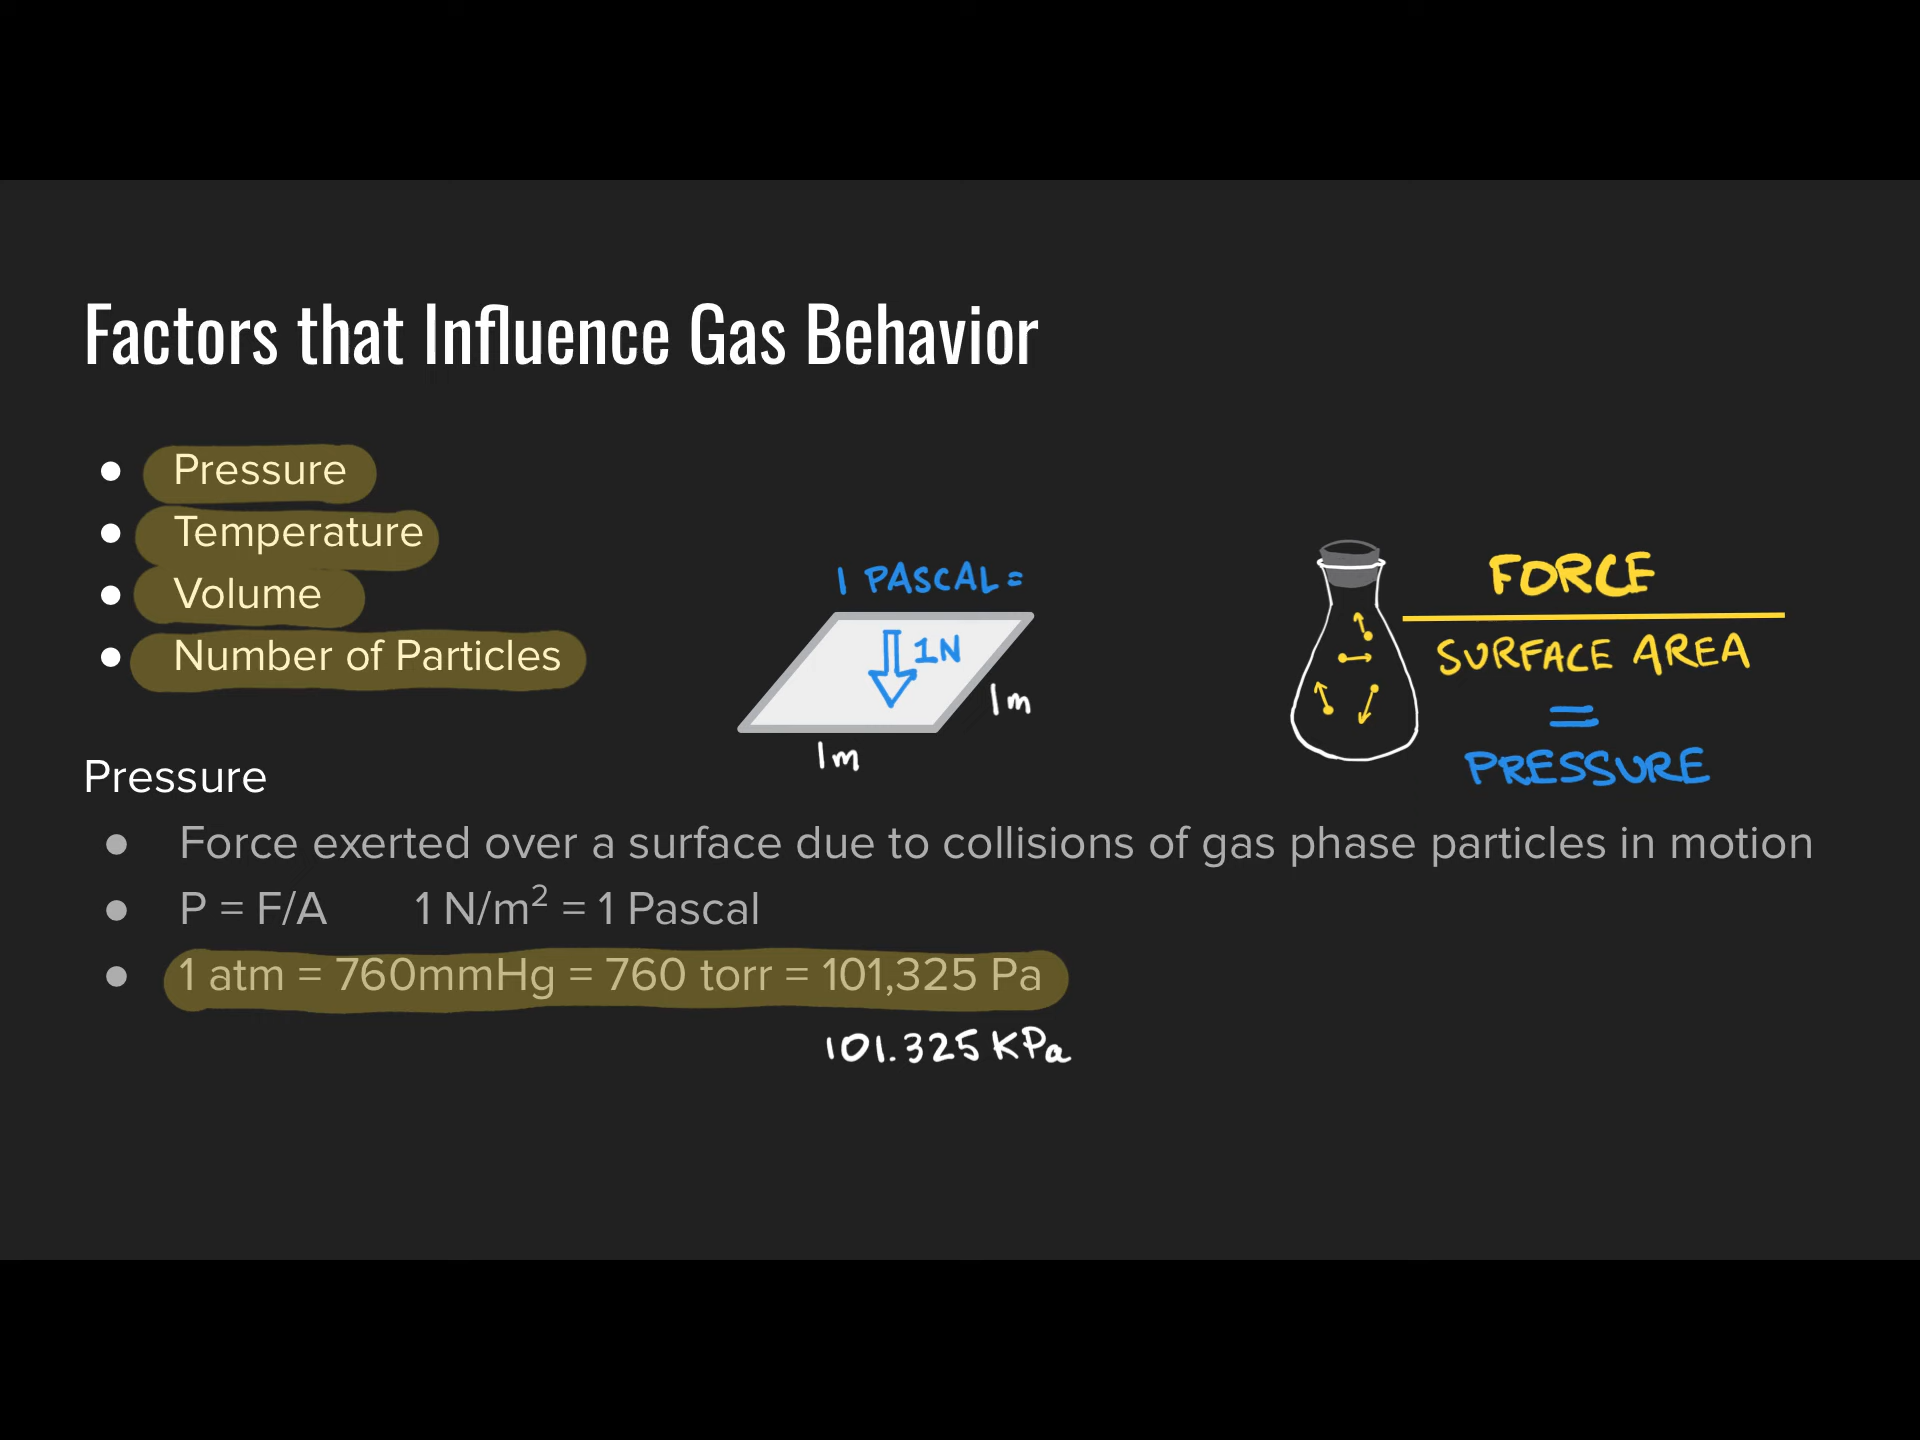 Factors that Influence Gas Behavior
● Pressure
● Temperature
● Volume
● Number of Particles
1 PASCAL =
1N
1m
1m
FORCE
SURFACE AREA
=
PRESSURE
Pressure
● Force exerted over a surface due to collisions of gas phase particles in motion
● P = F/A 1 N/m² = 1 Pascal
● 1 atm = 760mmHg = 760 torr = 101,325 Pa
101.325 KPa